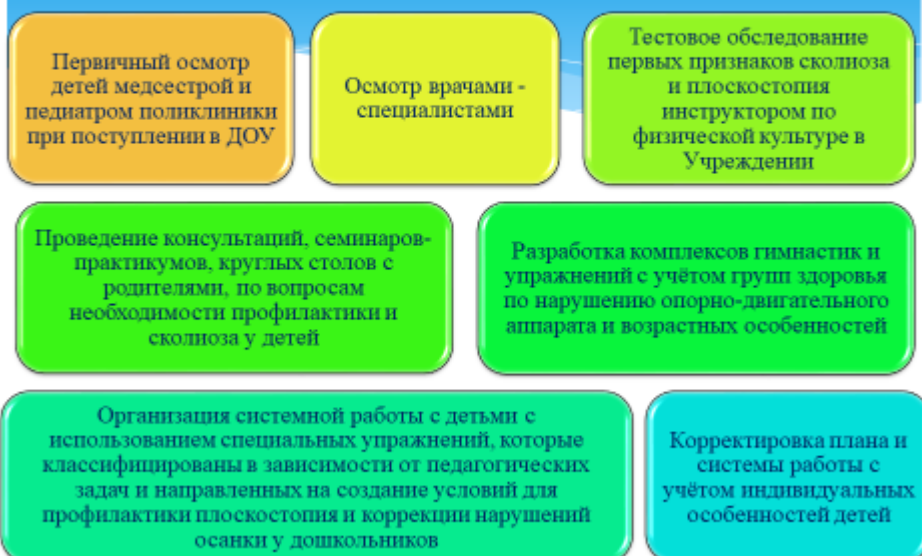 Первичный осмотр
детей медсестрой и
педиатром поликлиники
при поступлении в ДОУ
Осмотр врачами -
специалистами
Тестовое обследование
первых признаков сколиоза
и плоскостопия
инструктором по
физической культуре в
Учреждении
Проведение консультаций, семинаров-
практикумов, круглых столов с
родителями, по вопросам
необходимости профилактики и
сколиоза у детей
Разработка комплексов гимнастик и
упражнений с учётом групп здоровья
по нарушению опорно-двигательного
аппарата и возрастных особенностей
Организация системной работы с детьми с
использованием специальных упражнений, которые
классифицированы в зависимости от педагогических
задач и направленных на создание условий для
профилактики плоскостопия и коррекции нарушений
осанки у дошкольников
Корректировка плана и
системы работы с
учётом индивидуальных
особенностей детей